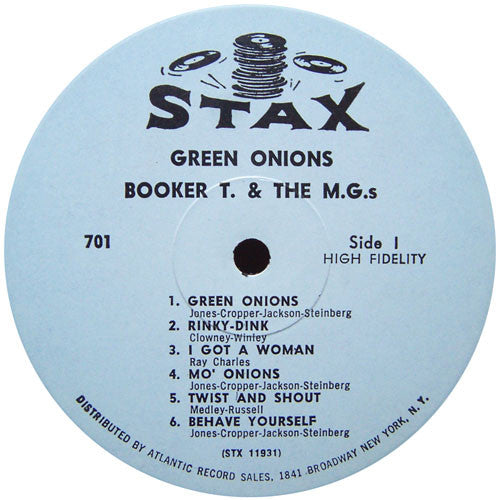 STAX
GREEN ONIONS
BOOKER T. & THE M.G.s
701
Side I
HIGH FIDELITY
1. GREEN ONIONS
Jones-Cropper-Jackson-Steinberg
2. RINKY-DINK
Clowney-Winley
3. I GOT A WOMAN
Ray Charles
4. MO' ONIONS
Jones-Cropper-Jackson-Steinberg
5. TWIST AND SHOUT
Medley-Russell
6. BEHAVE YOURSELF
Jones-Cropper-Jackson-Steinberg
(STX 11931)
DISTRIBUTED BY ATLANTIC RECORD SALES, 1841 BROADWAY NEW YORK, N.Y.